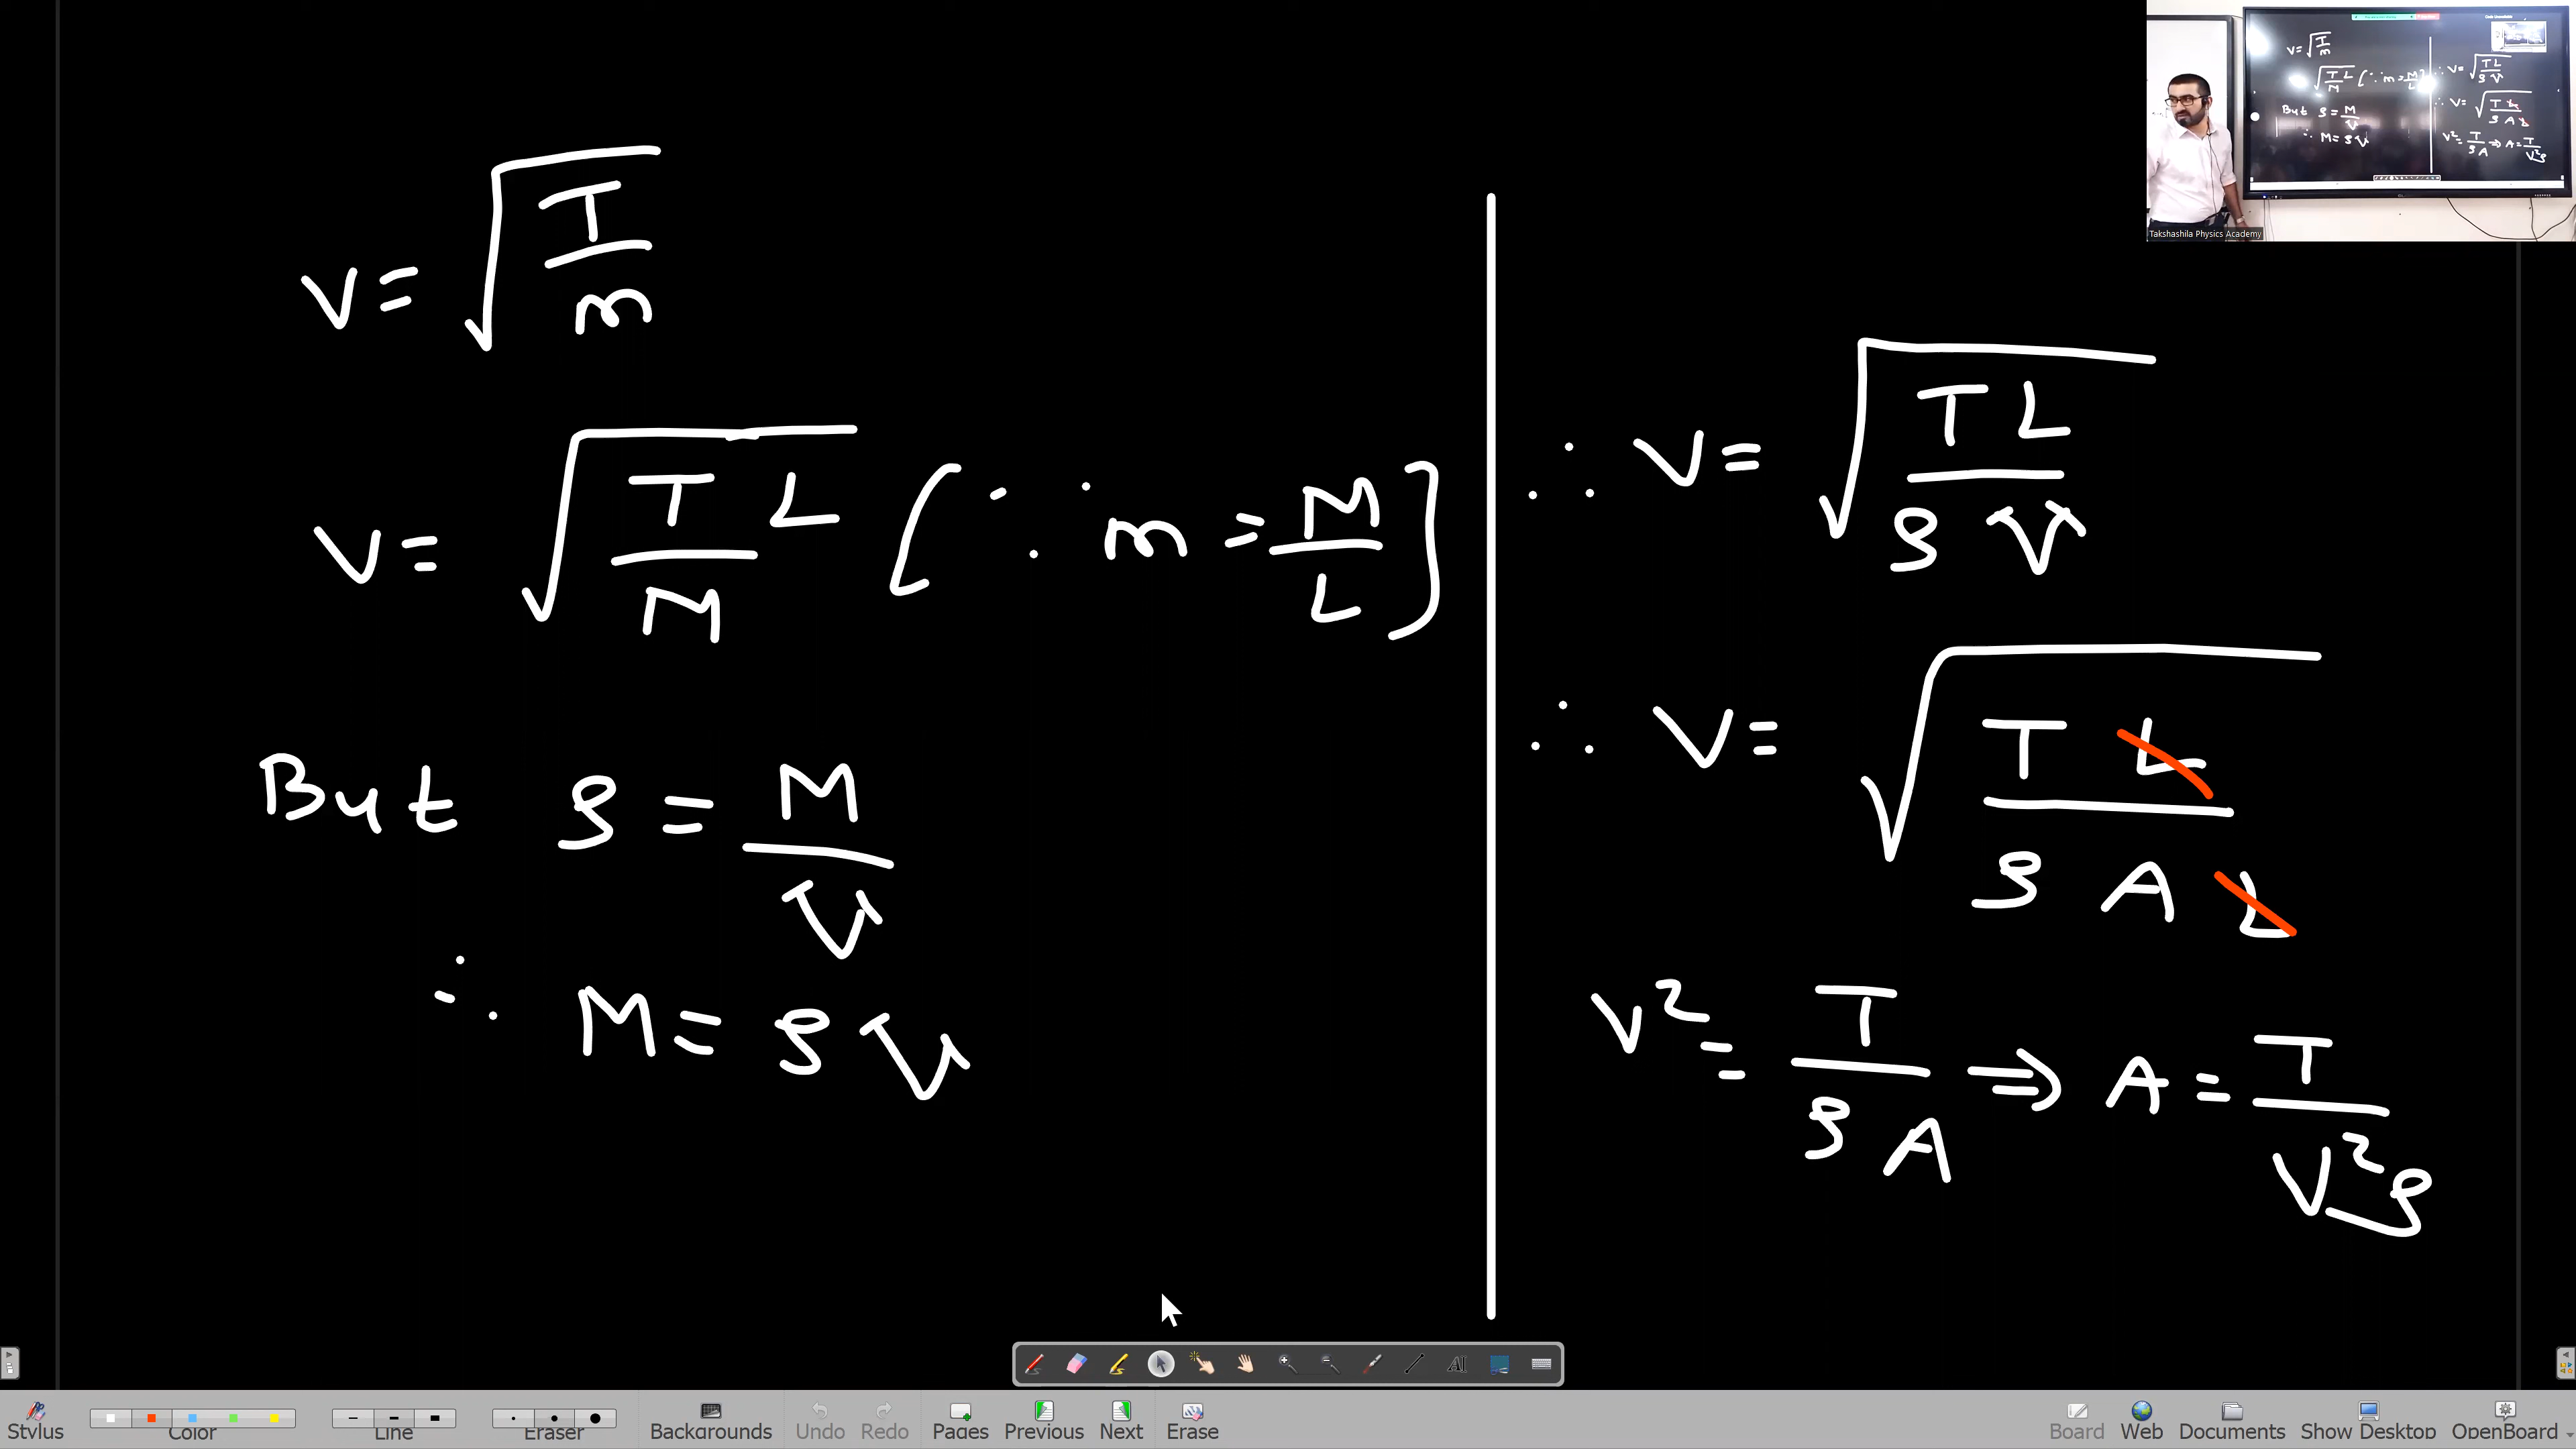 v = √(T/m)
v = √(TL/M) [∵ m = M/L]
But ρ = M/V
∴ M = ρV
∴ v = √(TL/ρV)
∴ v = √(TL/ρAL)
v² = T/ρA ⇒ A = T/v²ρ
Takshashila Physics Academy
Stylus
Color
Line
Eraser
Backgrounds
Undo
Redo
Pages
Previous
Next
Erase
Board
Web
Documents
Show Desktop
OpenBoard